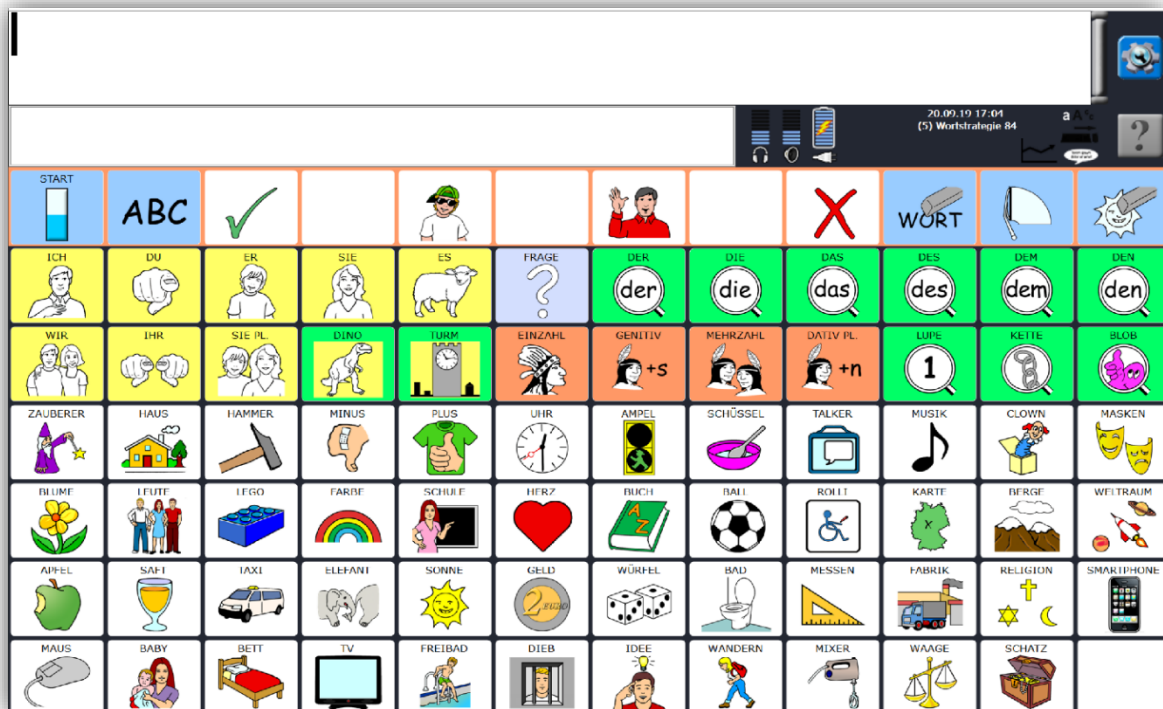 20.09.19 17:04
(5) Wortstrategie 84
a A
?
START
ABC
WORT
ICH DU ER SIE ES FRAGE DER DIE DAS DES DEM DEN
? der die das des dem den
WIR IHR SIE PL. DINO TURM EINZAHL GENITIV MEHRZAHL DATIV PL. LUPE KETTE BLOB
+s +n 1
ZAUBERER HAUS HAMMER MINUS PLUS UHR AMPEL SCHÜSSEL TALKER MUSIK CLOWN MASKEN
BLUME LEUTE LEGO FARBE SCHULE HERZ BUCH BALL ROLLI KARTE BERGE WELTRAUM
A Z x
APFEL SAFT TAXI ELEFANT SONNE GELD WÜRFEL BAD MESSEN FABRIK RELIGION SMARTPHONE
2 EURO
MAUS BABY BETT TV FREIBAD DIEB IDEE WANDERN MIXER WAAGE SCHATZ